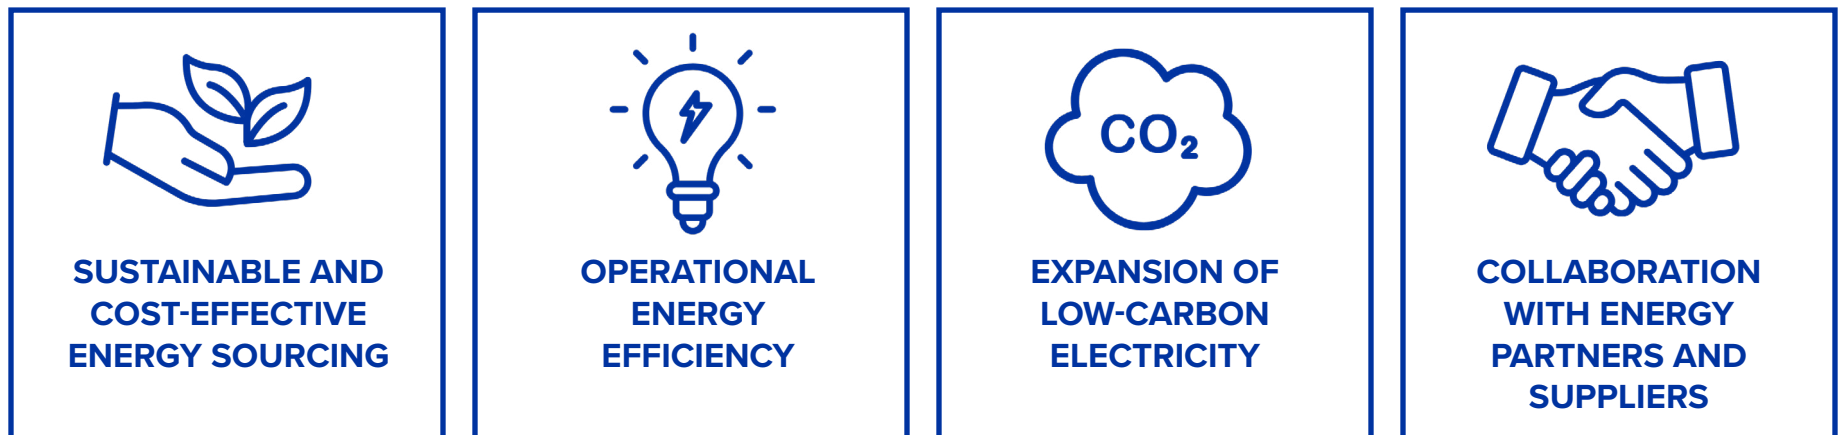 SUSTAINABLE AND
COST-EFFECTIVE
ENERGY SOURCING
OPERATIONAL
ENERGY
EFFICIENCY
CO₂
EXPANSION OF
LOW-CARBON
ELECTRICITY
COLLABORATION
WITH ENERGY
PARTNERS AND
SUPPLIERS